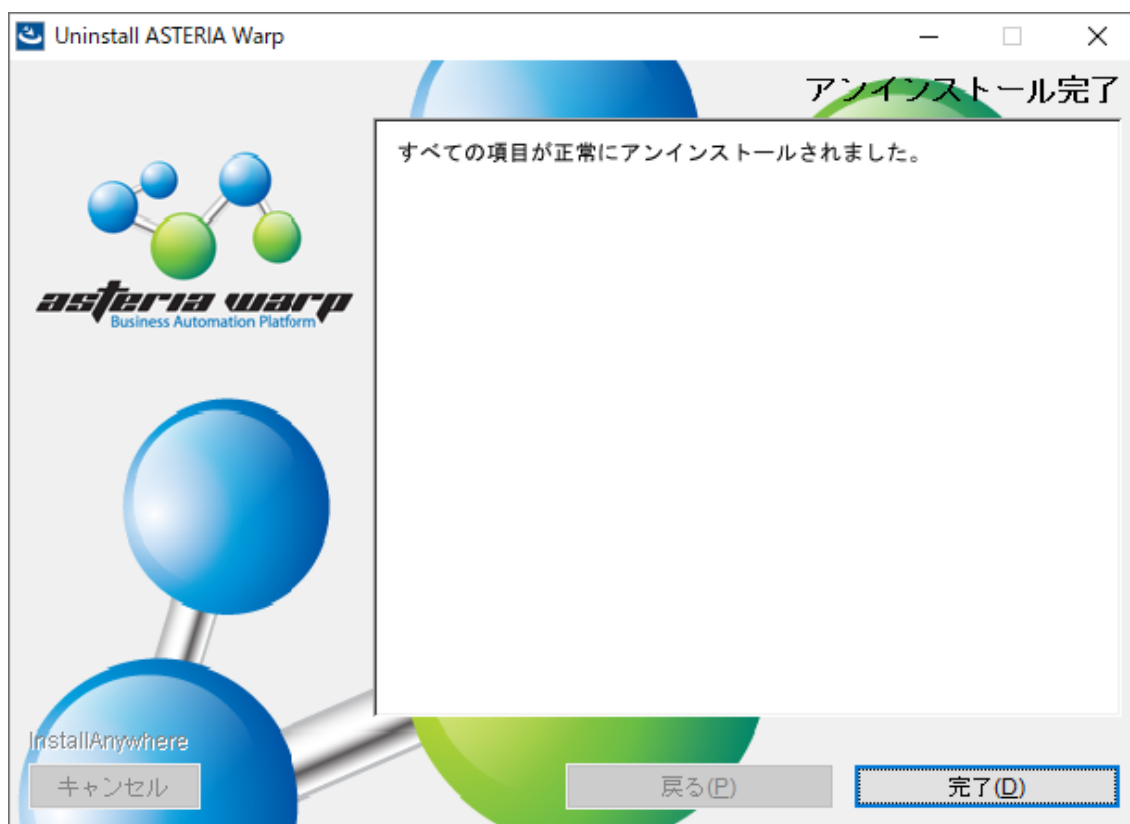 Uninstall ASTERIA Warp
アンインストール完了
すべての項目が正常にアンインストールされました。
asteria warp
Business Automation Platform
InstallAnywhere
キャンセル
戻る(P)
完了(D)